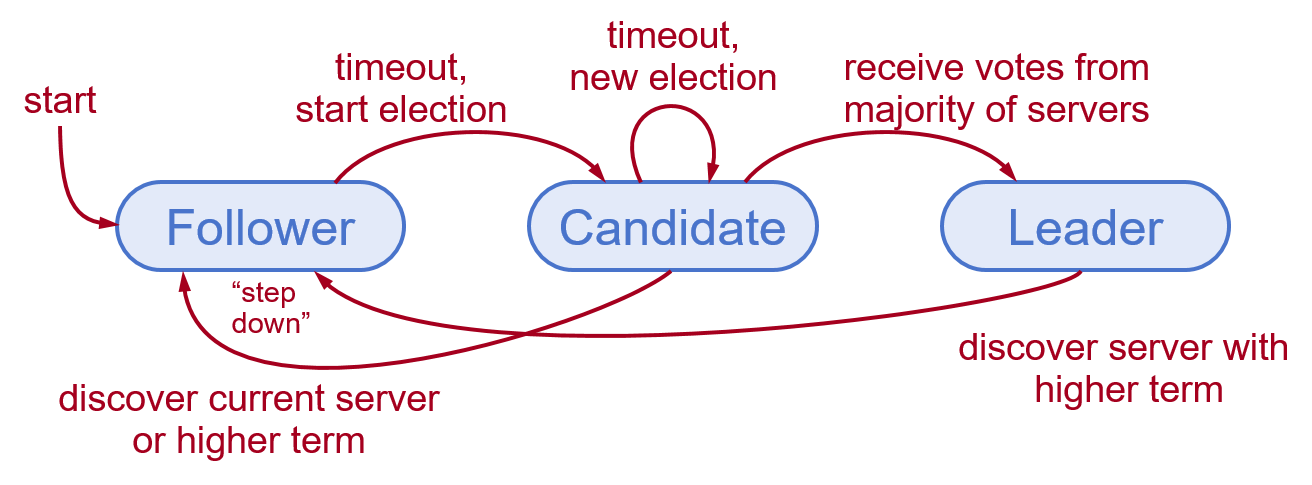 start
timeout,
start election
timeout,
new election
receive votes from
majority of servers
Follower
Candidate
Leader
“step
down”
discover current server
or higher term
discover server with
higher term